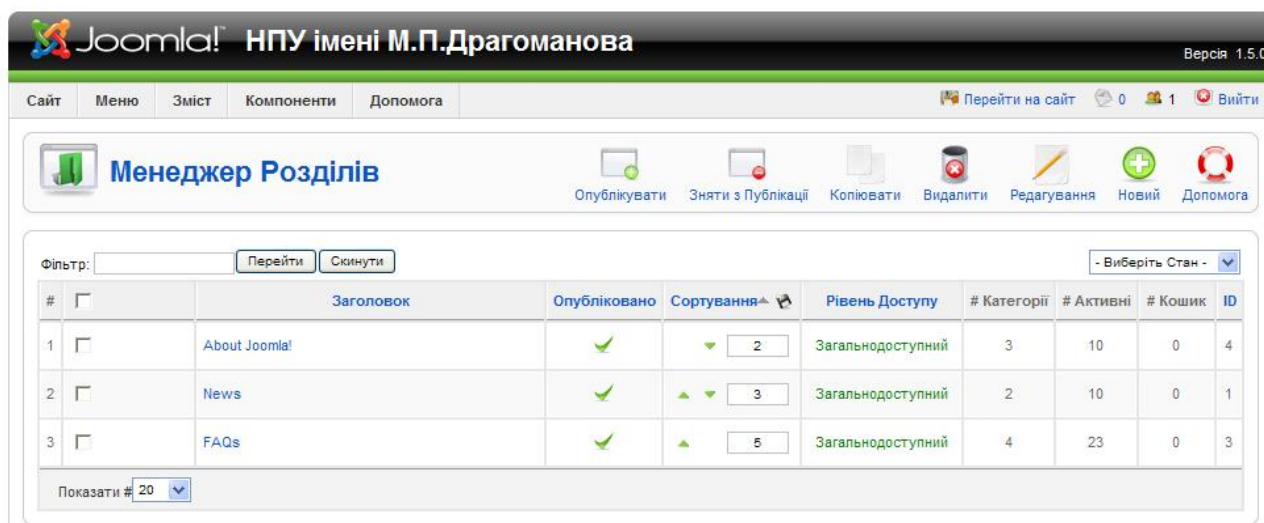 Joomla!™ НПУ імені М.П.Драгоманова
Версія 1.5.0
Сайт Меню Зміст Компоненти Допомога Перейти на сайт 0 1 Вийти
Менеджер Розділів Опублікувати Зняти з Публікації Копіювати Видалити Редагування Новий Допомога
Фільтр: Перейти Скинути - Виберіть Стан -
# Заголовок Опубліковано Сортування Рівень Доступу # Категорії # Активні # Кошик ID
1 About Joomla! 2 Загальнодоступний 3 10 0 4
2 News 3 Загальнодоступний 2 10 0 1
3 FAQs 5 Загальнодоступний 4 23 0 3
Показати # 20